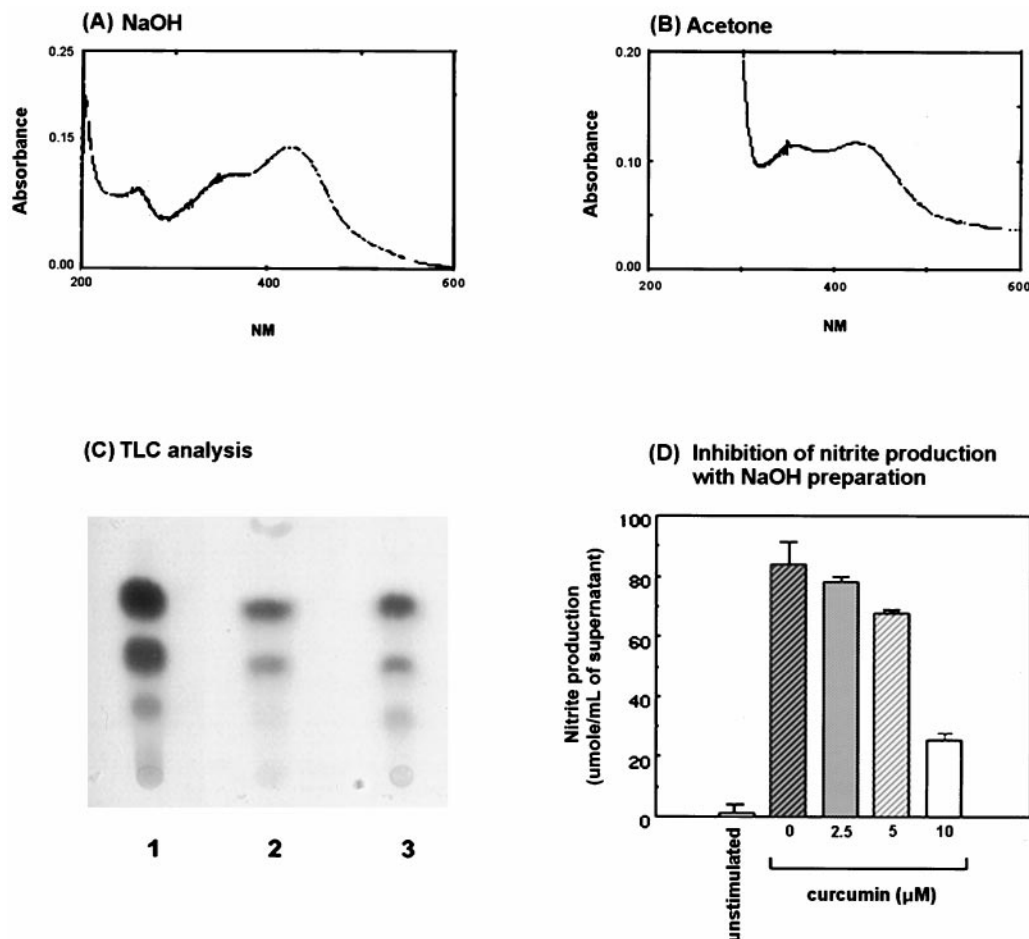 (A) NaOH
0.25
0.15
0.00
Absorbance
200
400
600
NM
(B) Acetone
0.20
0.10
0.00
Absorbance
200
300
400
600
NM
(C) TLC analysis
1
2
3
(D) Inhibition of nitrite production
with NaOH preparation
Nitrite production
(umole/mL of supernatant)
100
80
60
40
20
0
unstimulated
0
2.5
5
10
curcumin (µM)